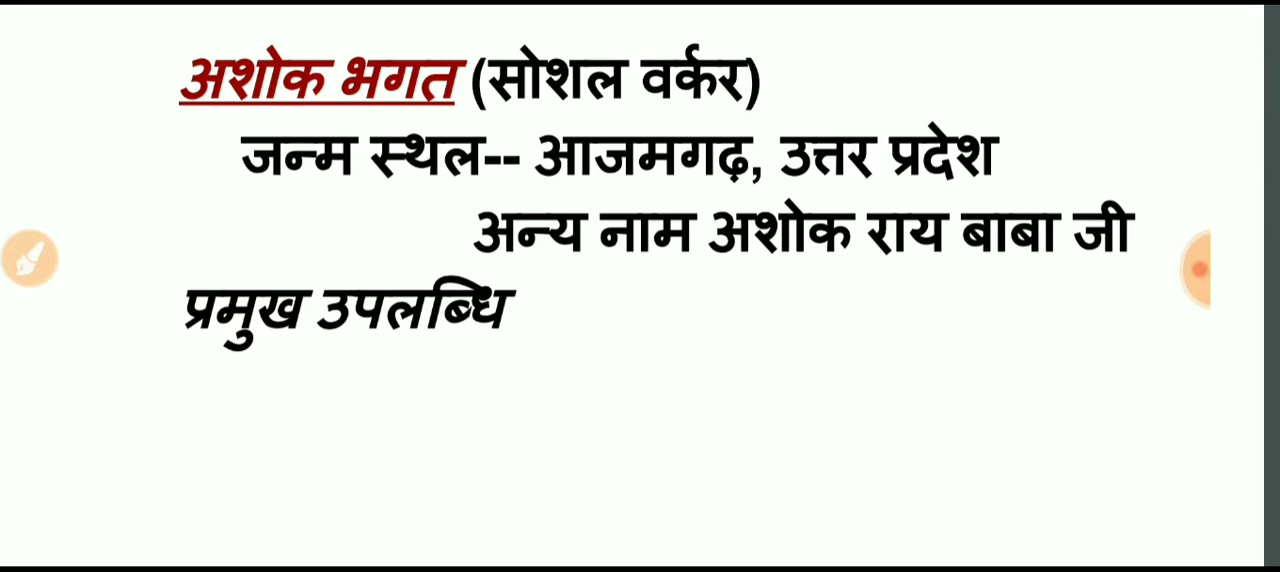 अशोक भगत (सोशल वर्कर)
जन्म स्थल-- आजमगढ़, उत्तर प्रदेश
अन्य नाम अशोक राय बाबा जी
प्रमुख उपलब्धि